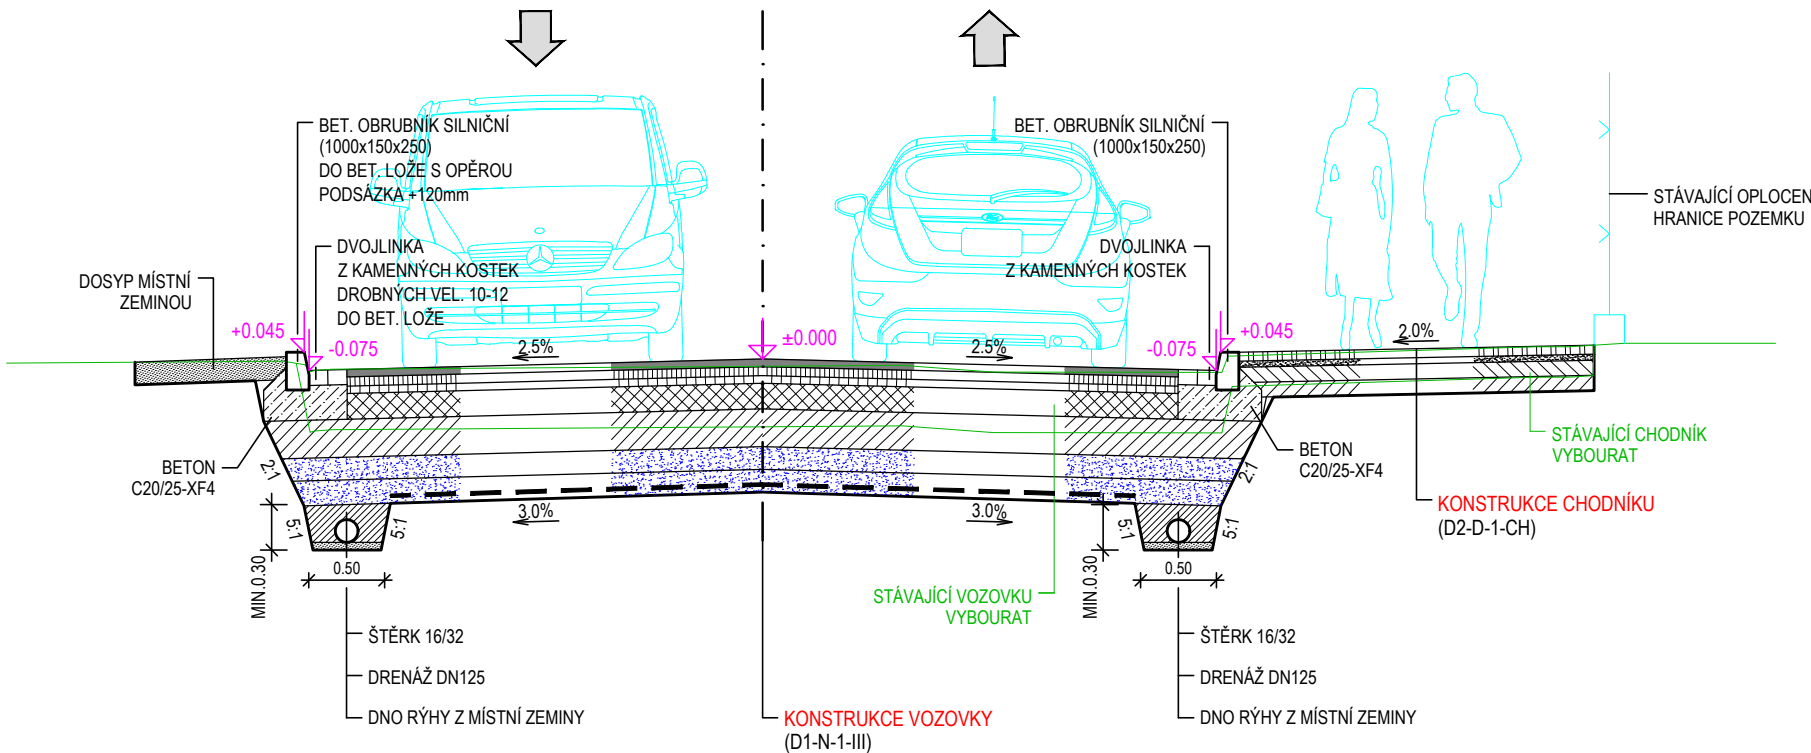 BET. OBRUBNÍK SILNIČNÍ
(1000x150x250)
DO BET. LOŽE S OPĚROU
PODSÁZKA +120mm
BET. OBRUBNÍK SILNIČNÍ
(1000x150x250)
STÁVAJÍCÍ OPLOCEN
HRANICE POZEMKU
DVOJLINKA
Z KAMENNÝCH KOSTEK
DROBNÝCH VEL. 10-12
DO BET. LOŽE
DVOJLINKA
Z KAMENNÝCH KOSTEK
DOSYP MÍSTNÍ
ZEMINOU
+0.045
-0.075
±0.000
-0.075
+0.045
2.5%
2.5%
2.0%
BETON
C20/25-XF4
2:1
BETON
C20/25-XF4
2:1
STÁVAJÍCÍ CHODNÍK
VYBOURAT
KONSTRUKCE CHODNÍKU
(D2-D-1-CH)
3.0%
3.0%
5:1
5:1
5:1
5:1
MIN.0.30
0.50
MIN.0.30
0.50
STÁVAJÍCÍ VOZOVKU
VYBOURAT
ŠTĚRK 16/32
DRENÁŽ DN125
DNO RÝHY Z MÍSTNÍ ZEMINY
KONSTRUKCE VOZOVKY
(D1-N-1-III)
ŠTĚRK 16/32
DRENÁŽ DN125
DNO RÝHY Z MÍSTNÍ ZEMINY